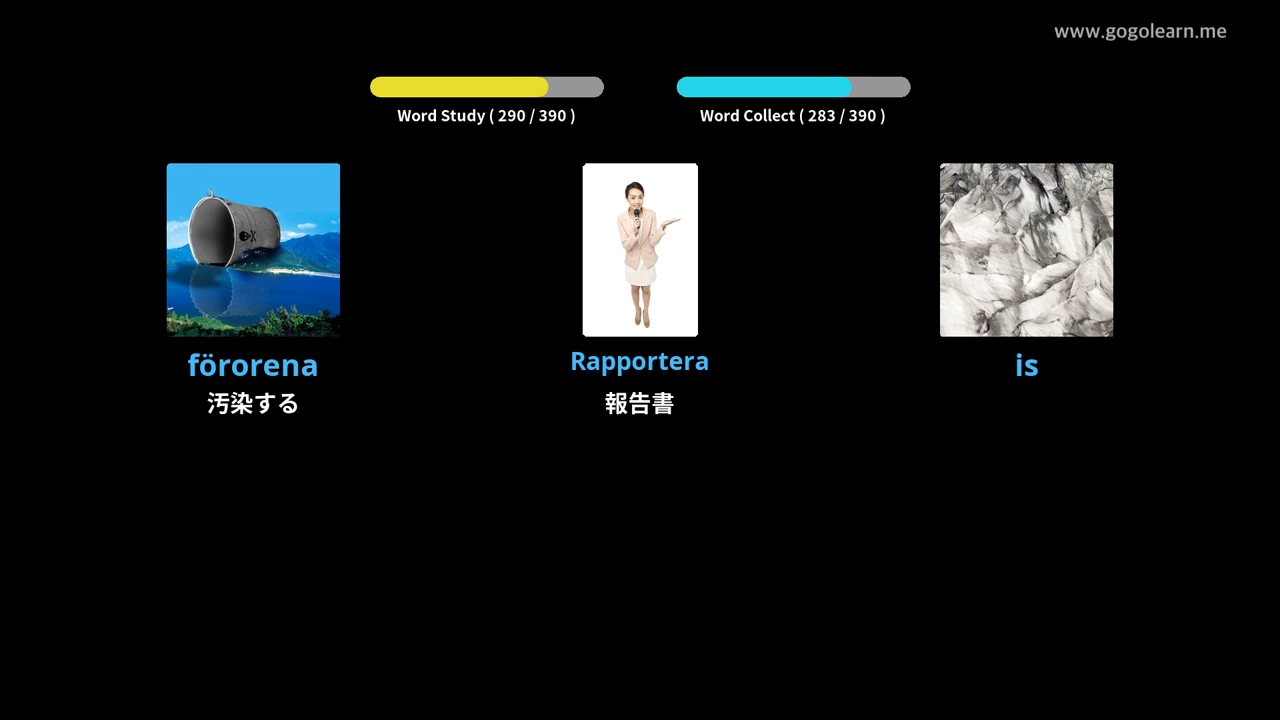 www.gogolearn.me
Word Study ( 290 / 390 )
Word Collect ( 283 / 390 )
förorena
汚染する
Rapportera
報告書
is